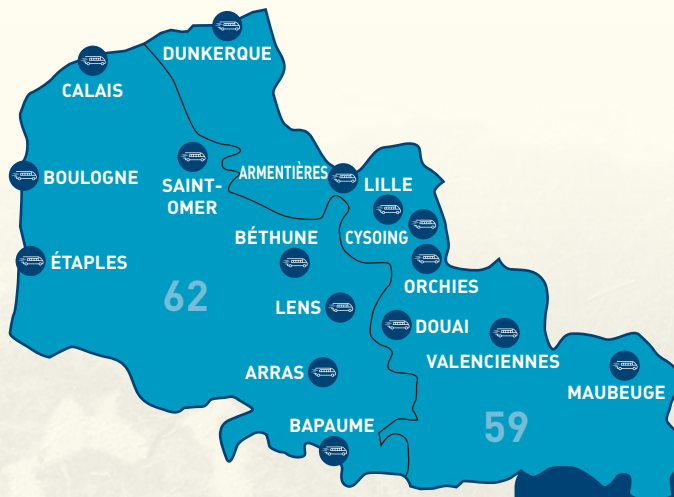 DUNKERQUE
CALAIS
ARMENTIÈRES
LILLE
BOULOGNE
SAINT-
OMER
CYSOING
BÉTHUNE
ÉTAPLES
ORCHIES
62
LENS
DOUAI
VALENCIENNES
ARRAS
MAUBEUGE
BAPAUME
59